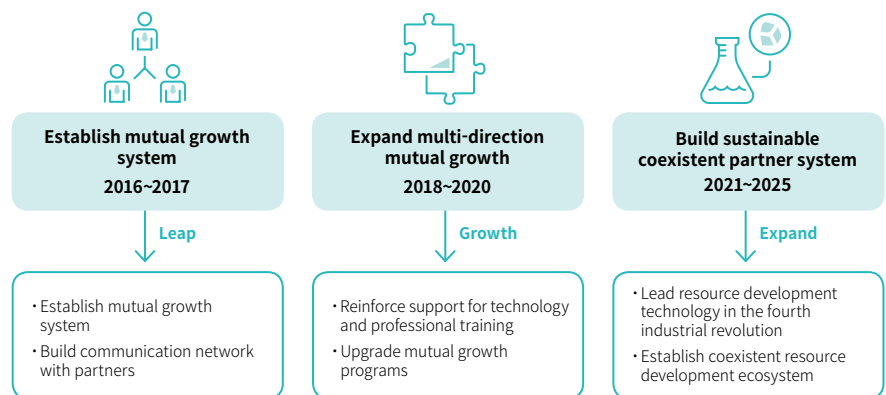 Establish mutual growth
system
2016~2017
Leap
· Establish mutual growth
system
· Build communication network
with partners
Expand multi-direction
mutual growth
2018~2020
Growth
· Reinforce support for technology
and professional training
· Upgrade mutual growth
programs
Build sustainable
coexistent partner system
2021~2025
Expand
· Lead resource development
technology in the fourth
industrial revolution
· Establish coexistent resource
development ecosystem